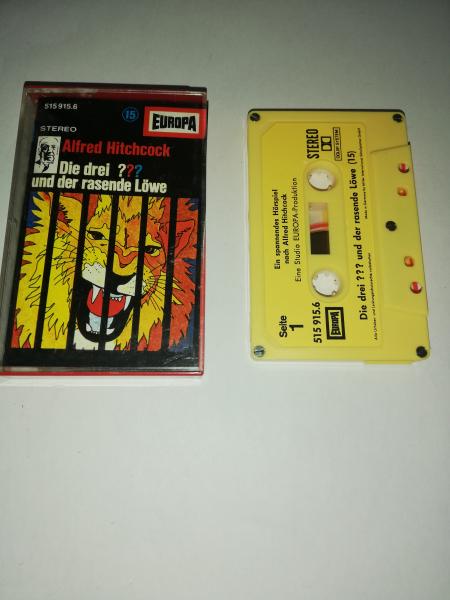 515 915.6
15
EUROPA
STEREO
Alfred Hitchcock
Die drei ???
und der rasende Löwe
STEREO
DOLBY SYSTEM
Ein spannendes Hörspiel
nach Alfred Hitchcock
Eine Studio EUROPA-Produktion
Seite
1
515 915.6
EUROPA
Die drei ??? und der rasende Löwe (15)